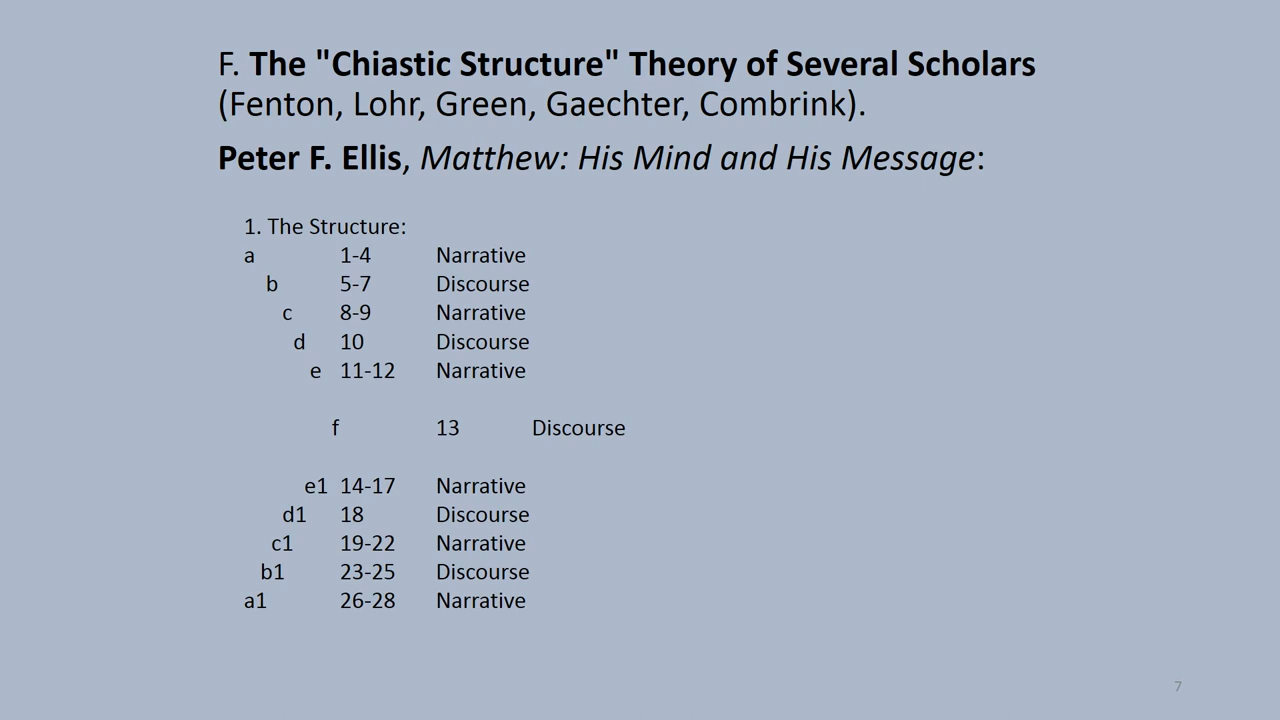 F. The "Chiastic Structure" Theory of Several Scholars
(Fenton, Lohr, Green, Gaechter, Combrink).
Peter F. Ellis, Matthew: His Mind and His Message:
1. The Structure:
a 1-4 Narrative
b 5-7 Discourse
c 8-9 Narrative
d 10 Discourse
e 11-12 Narrative
f 13 Discourse
e1 14-17 Narrative
d1 18 Discourse
c1 19-22 Narrative
b1 23-25 Discourse
a1 26-28 Narrative
7